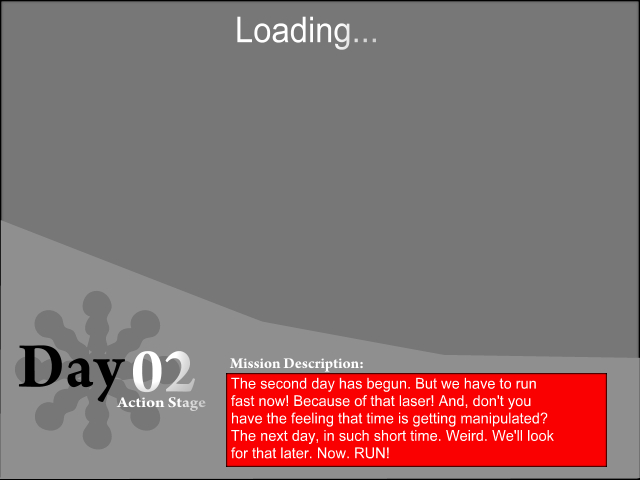 Loading...
Day 02
Action Stage
Mission Description:
The second day has begun. But we have to run
fast now! Because of that laser! And, don't you
have the feeling that time is getting manipulated?
The next day, in such short time. Weird. We'll look
for that later. Now. RUN!